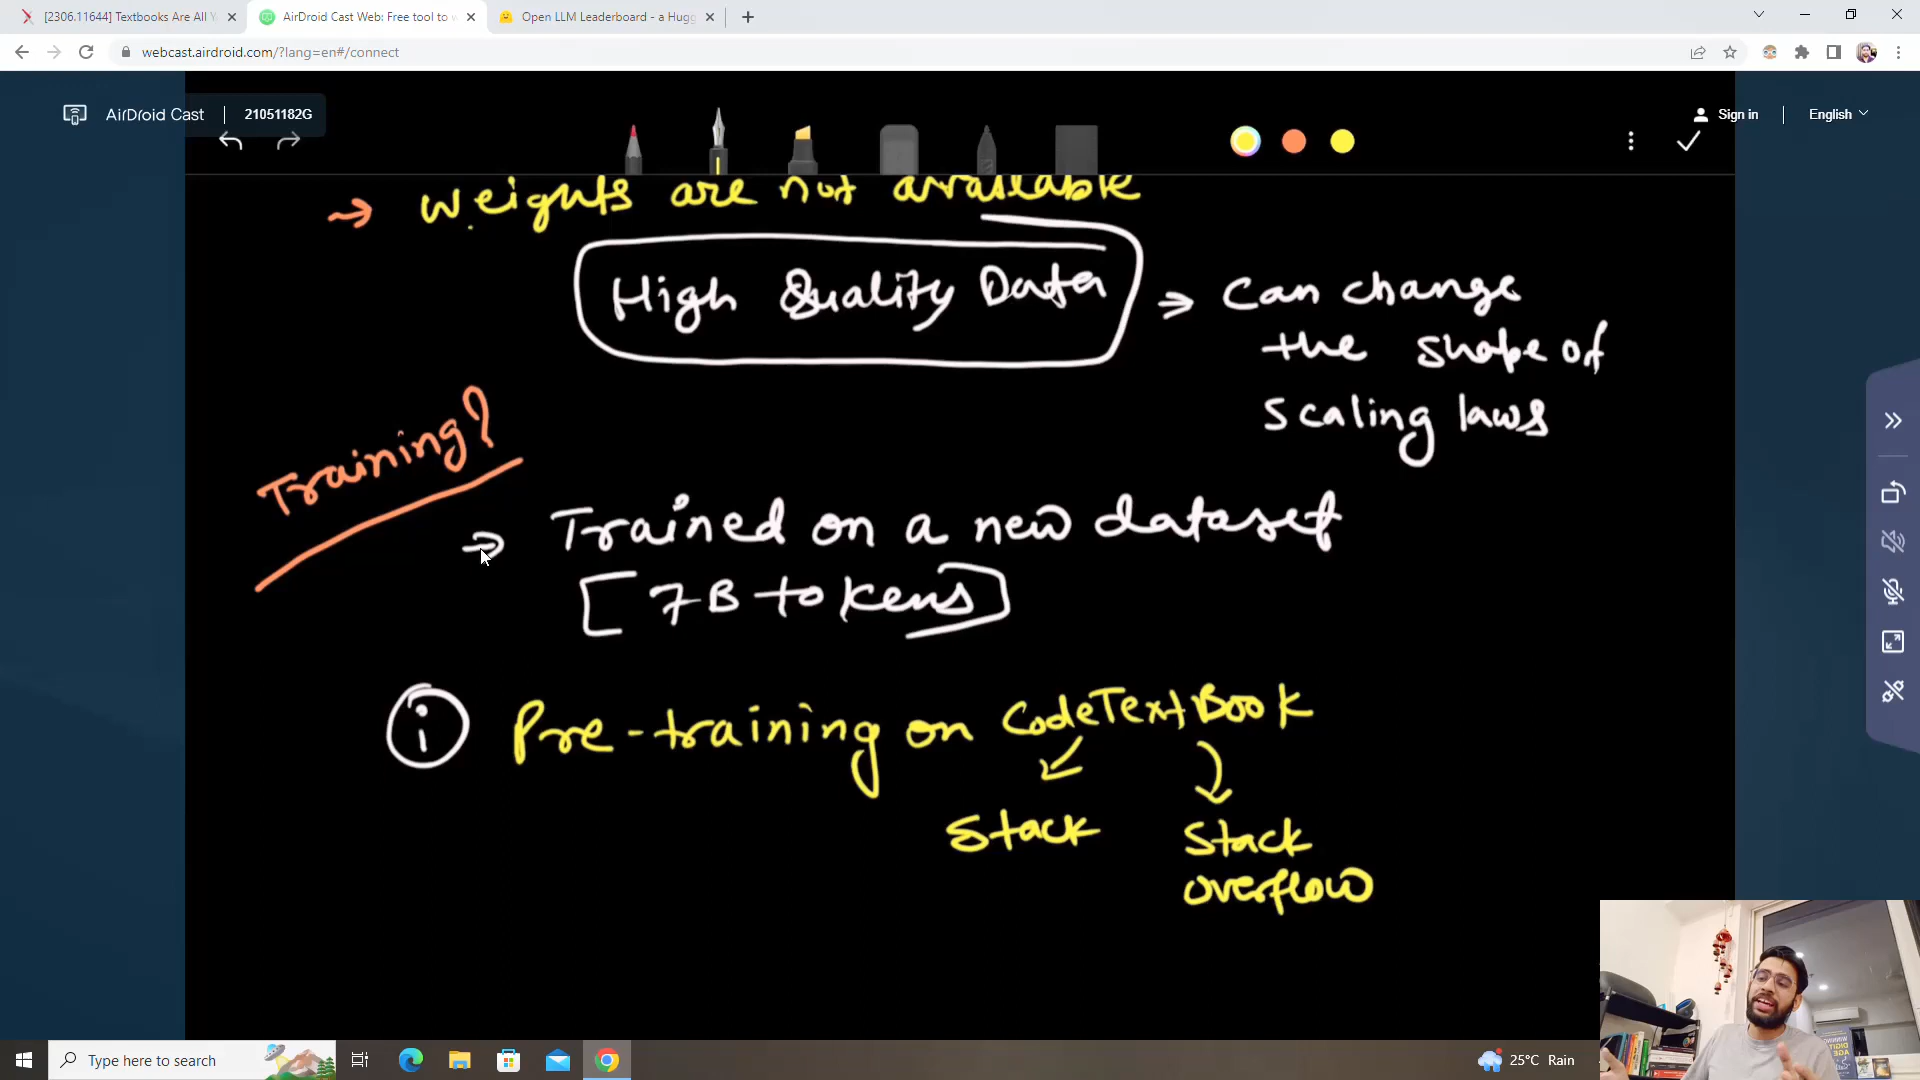 [2306.11644] Textbooks Are All Y
AirDroid Cast Web: Free tool to
Open LLM Leaderboard - a Hugg
webcast.airdroid.com/?lang=en#/connect
AirDroid Cast
21051182G
Sign in
English
→ weights are not available
High Quality Data
⇒ can change
the shape of
scaling laws
Training?
→ Trained on a new dataset
[7B tokens]
i Pre-training on CodeTextBook
Stack
Stack
overflow
Type here to search
25°C Rain